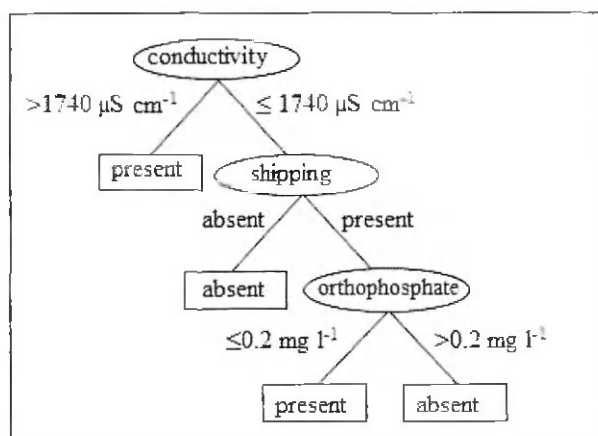 conductivity
>1740 µS cm⁻¹ ≤ 1740 µS cm⁻¹
present shipping
absent present
absent orthophosphate
≤0.2 mg l⁻¹ >0.2 mg l⁻¹
present absent